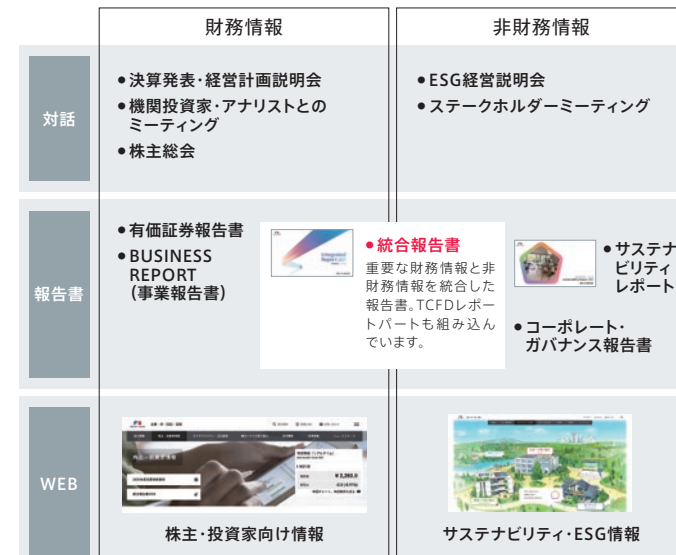 財務情報
非財務情報
対話
●決算発表・経営計画説明会
●機関投資家・アナリストとの
ミーティング
●株主総会
●ESG経営説明会
●ステークホルダーミーティング
報告書
●有価証券報告書
●BUSINESS
REPORT
(事業報告書)
Integrated
Report
●統合報告書
重要な財務情報と非
財務情報を統合した
報告書。TCFDレポー
トパートも組み込ん
でいます。
●サステナ
ビリティ
レポート
●コーポレート・
ガバナンス報告書
WEB
株主・投資家向け情報
サステナビリティ・ESG情報